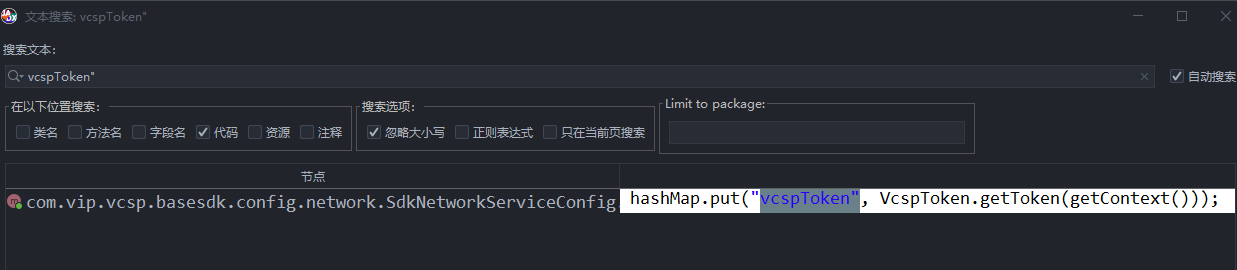 文本搜索: vcspToken"
搜索文本:
vcspToken"
自动搜索
在以下位置搜索:
类名 方法名 字段名 代码 资源 注释
搜索选项:
忽略大小写 正则表达式 只在当前页搜索
Limit to package:
节点
com.vip.vcsp.basesdk.config.network.SdkNetworkServiceConfig. hashMap.put("vcspToken", VcspToken.getToken(getContext()));